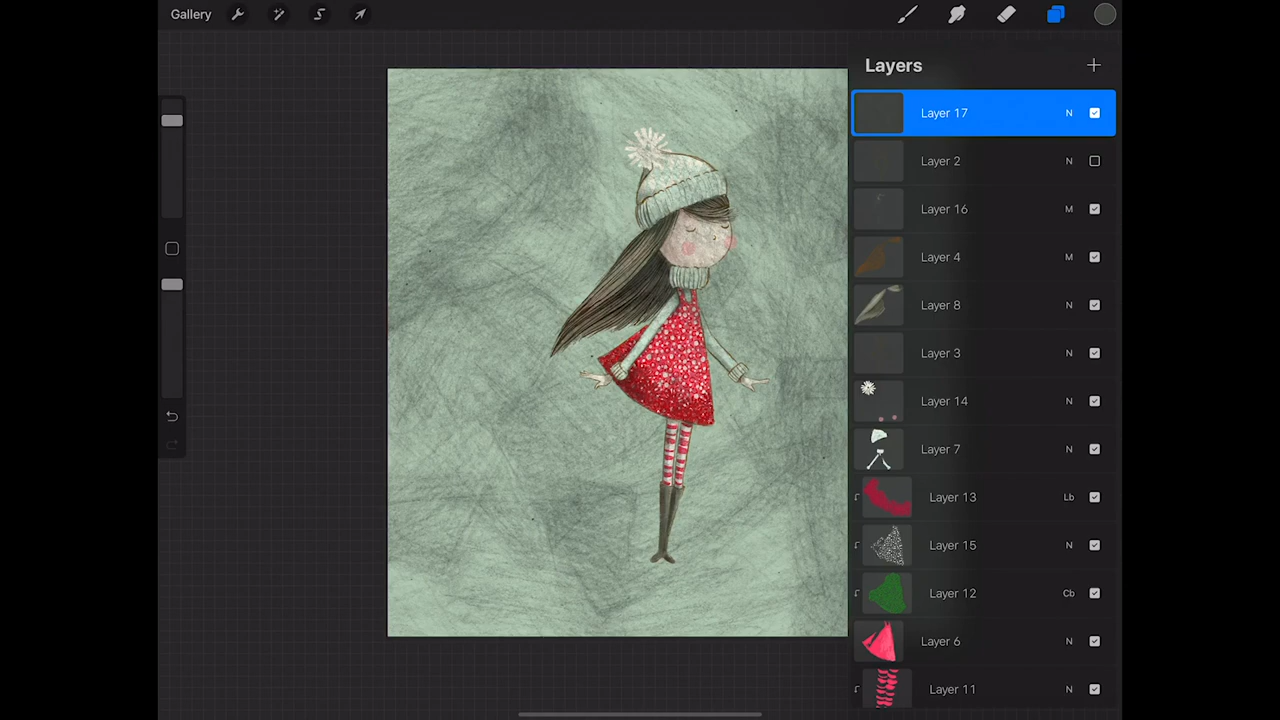 Gallery
Layers
Layer 17 N
Layer 2 N
Layer 16 M
Layer 4 M
Layer 8 N
Layer 3 N
Layer 14 N
Layer 7 N
Layer 13 Lb
Layer 15 N
Layer 12 Cb
Layer 6 N
Layer 11 N